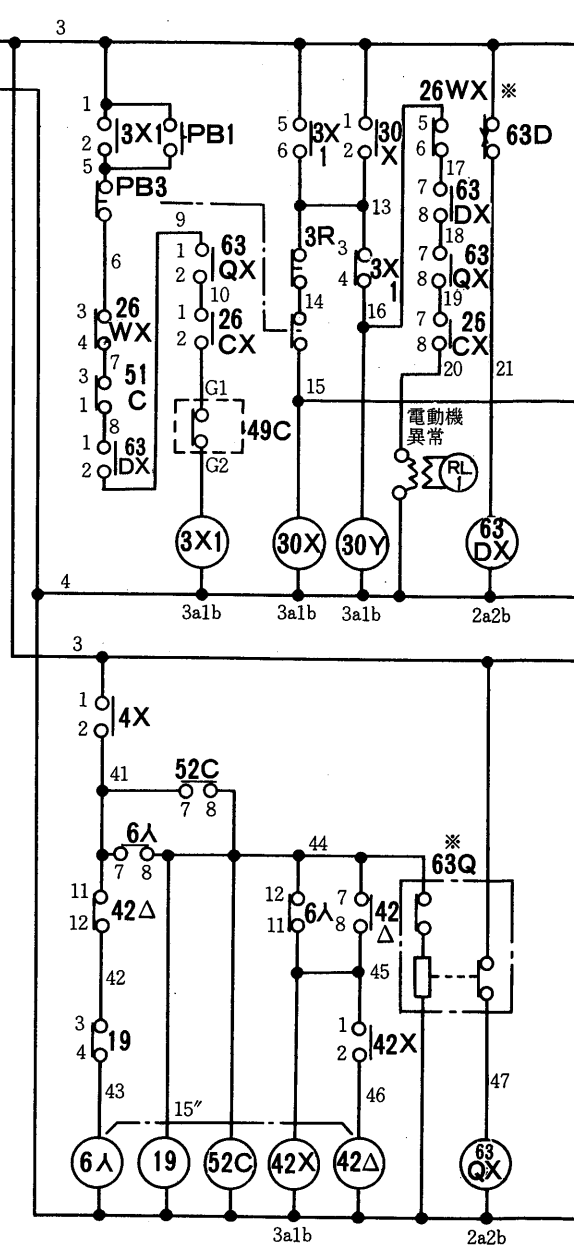 3
26WX ※
1
2
3X1
PB1
5
6
3X
1
1
2
30
X
5
6
63D
5
PB3
17
7
8
63
DX
9
13
18
6
1
2
63
QX
3R
3
4
3X
1
7
8
63
QX
10
14
16
19
3
4
26
WX
1
2
26
CX
7
8
26
CX
7
20
21
3
1
51
C
G1
15
電動機
異常
8
49C
1
2
63
DX
G2
RL
1
3X1
30X
30Y
63
DX
4
3a1b
3a1b
3a1b
2a2b
3
1
2
4X
41
52C
7 8
6人
44
※
63Q
7 8
11
12
42△
12
11
6人
7
8
42
△
42
45
3
4
19
1
2
42X
43
46
47
15″
6人
19
52C
42X
42△
63
QX
3a1b
2a2b